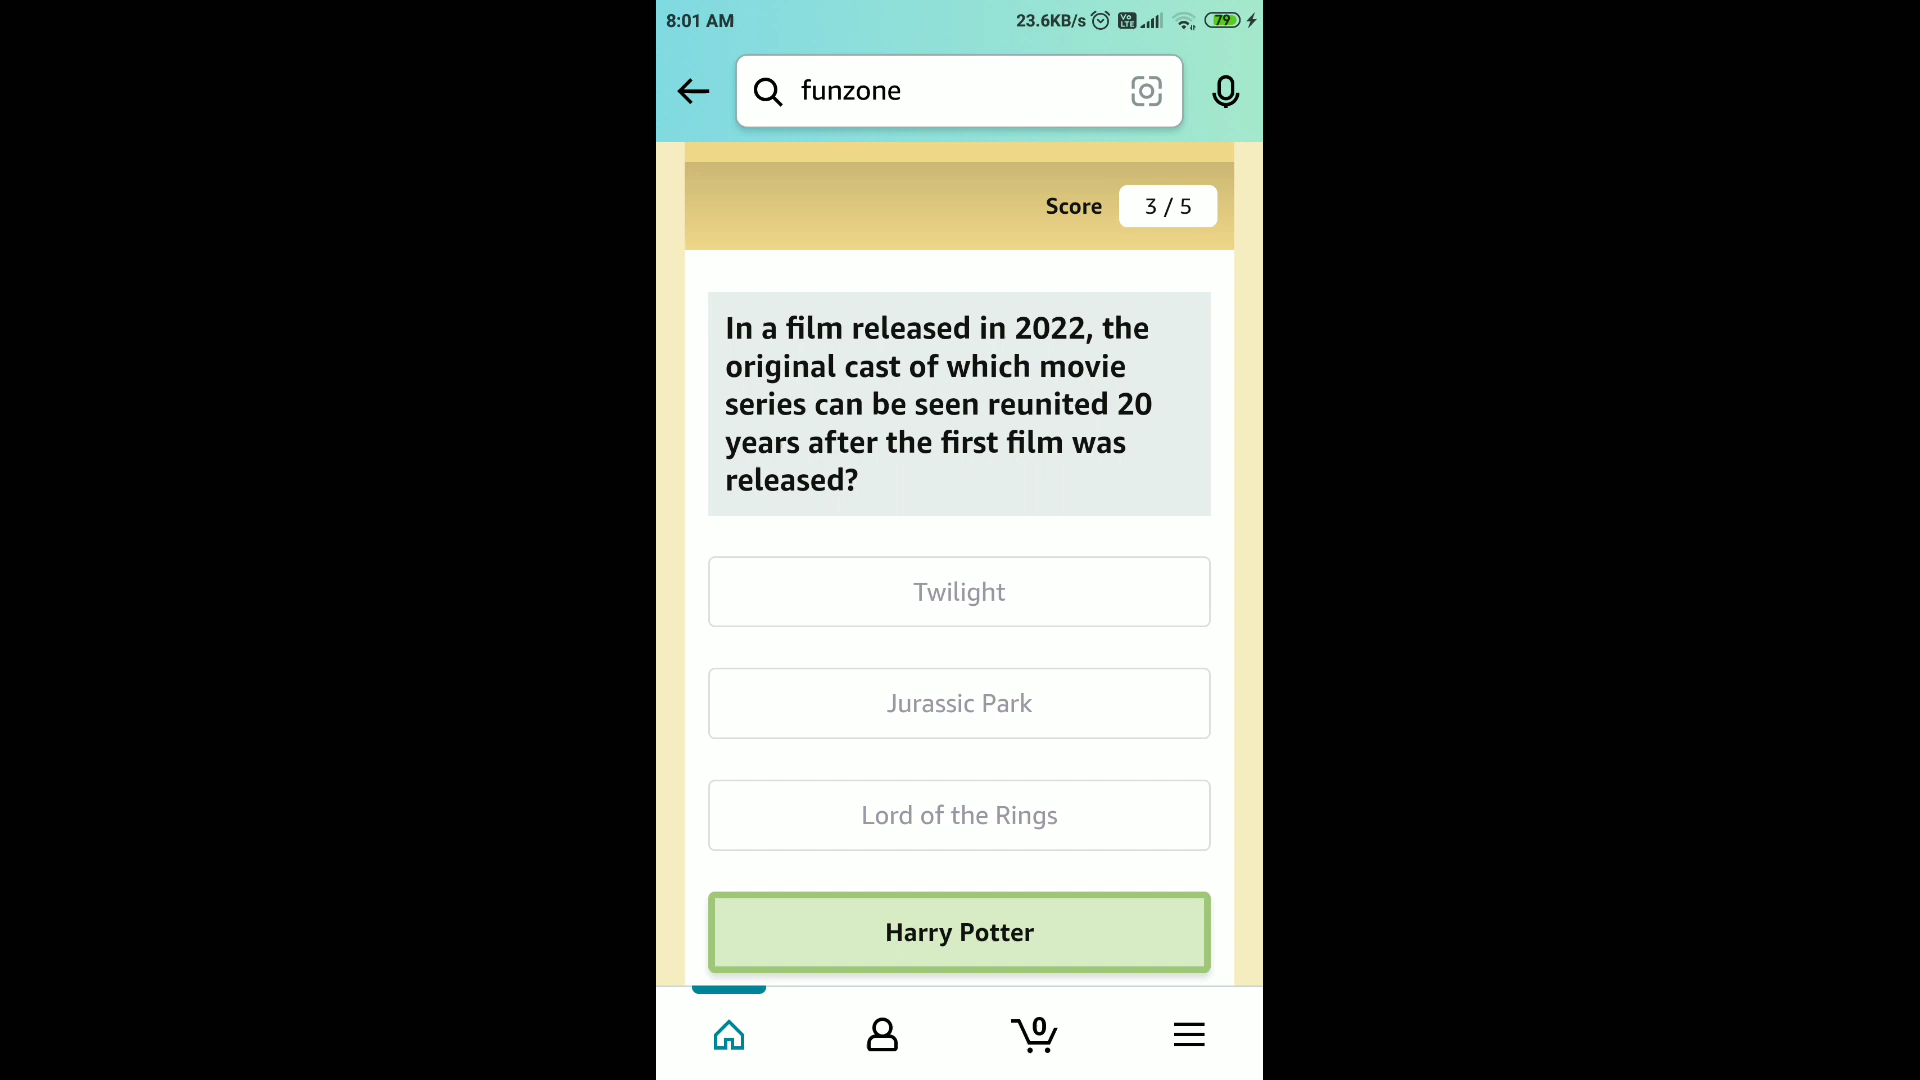 8:01 AM
23.6KB/s Vo LTE 79
funzone
Score 3 / 5
In a film released in 2022, the
original cast of which movie
series can be seen reunited 20
years after the first film was
released?
Twilight
Jurassic Park
Lord of the Rings
Harry Potter
0